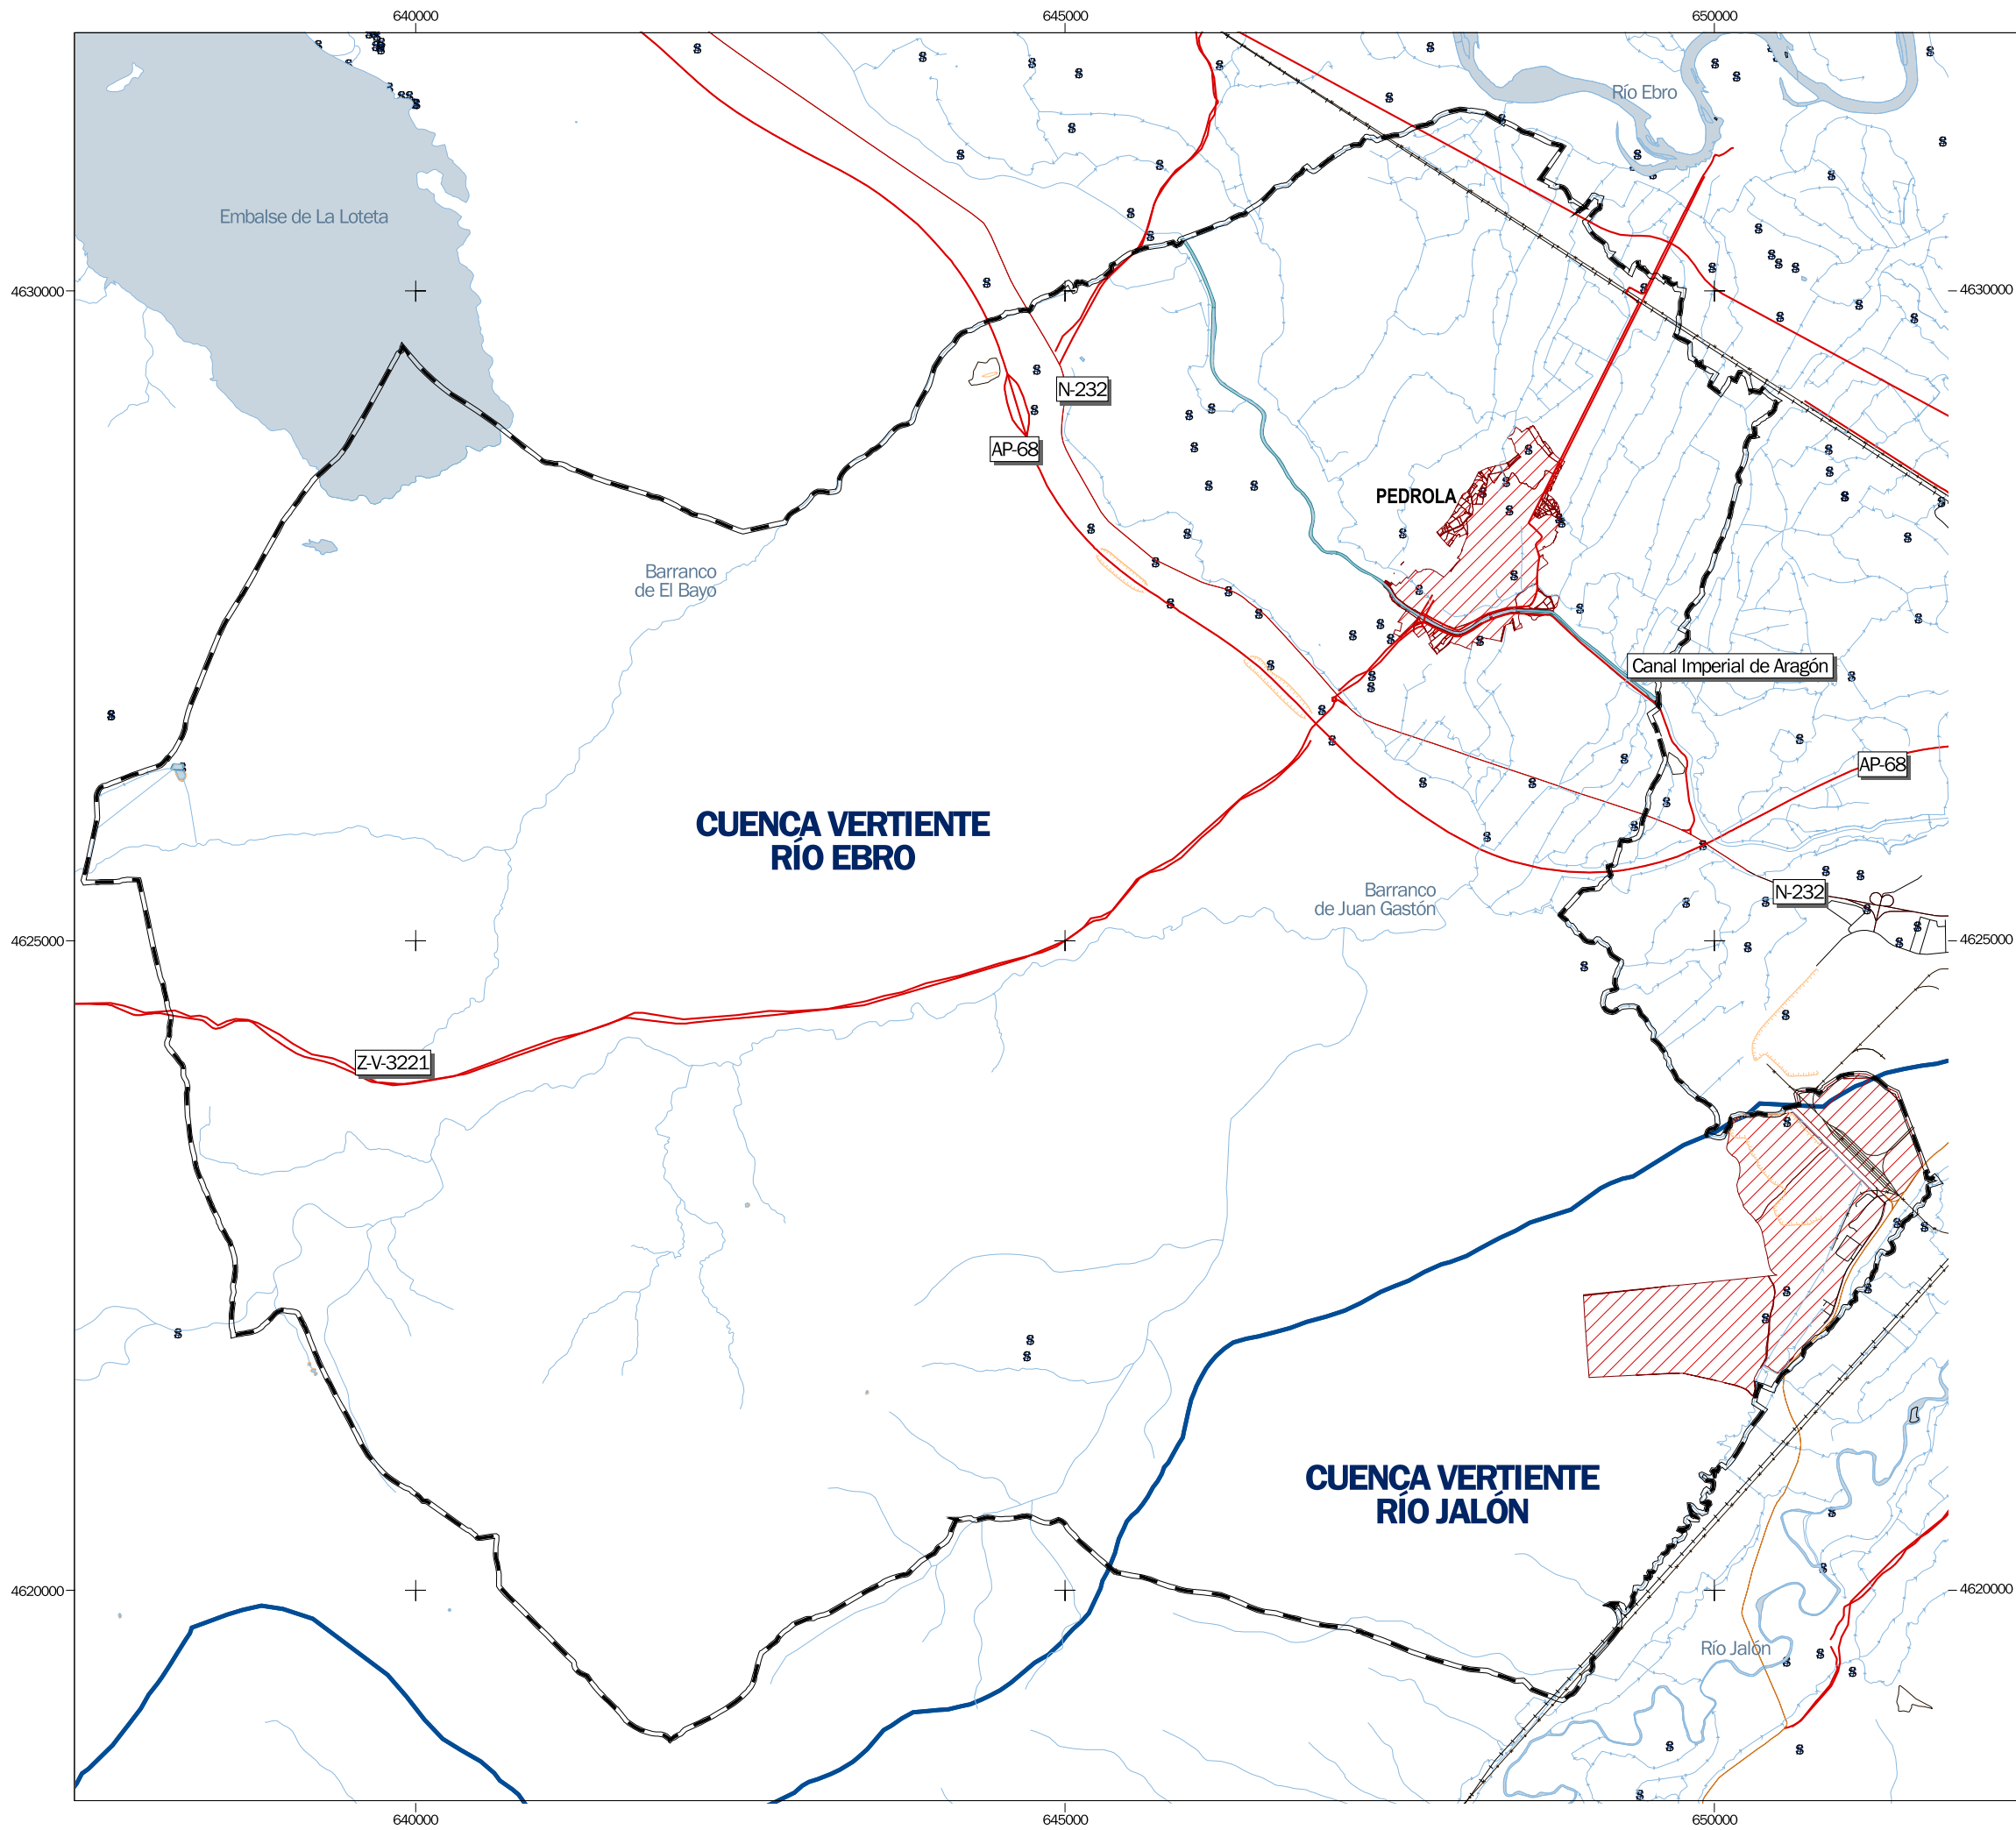 640000
645000
650000
Río Ebro
Embalse de La Loteta
4630000
4630000
N-232
AP-68
PEDROLA
Barranco
de El Bayo
Canal Imperial de Aragón
AP-68
CUENCA VERTIENTE
RÍO EBRO
Barranco
de Juan Gastón
N-232
4625000
4625000
Z-V-3221
CUENCA VERTIENTE
RÍO JALÓN
4620000
4620000
Río Jalón
640000
645000
650000